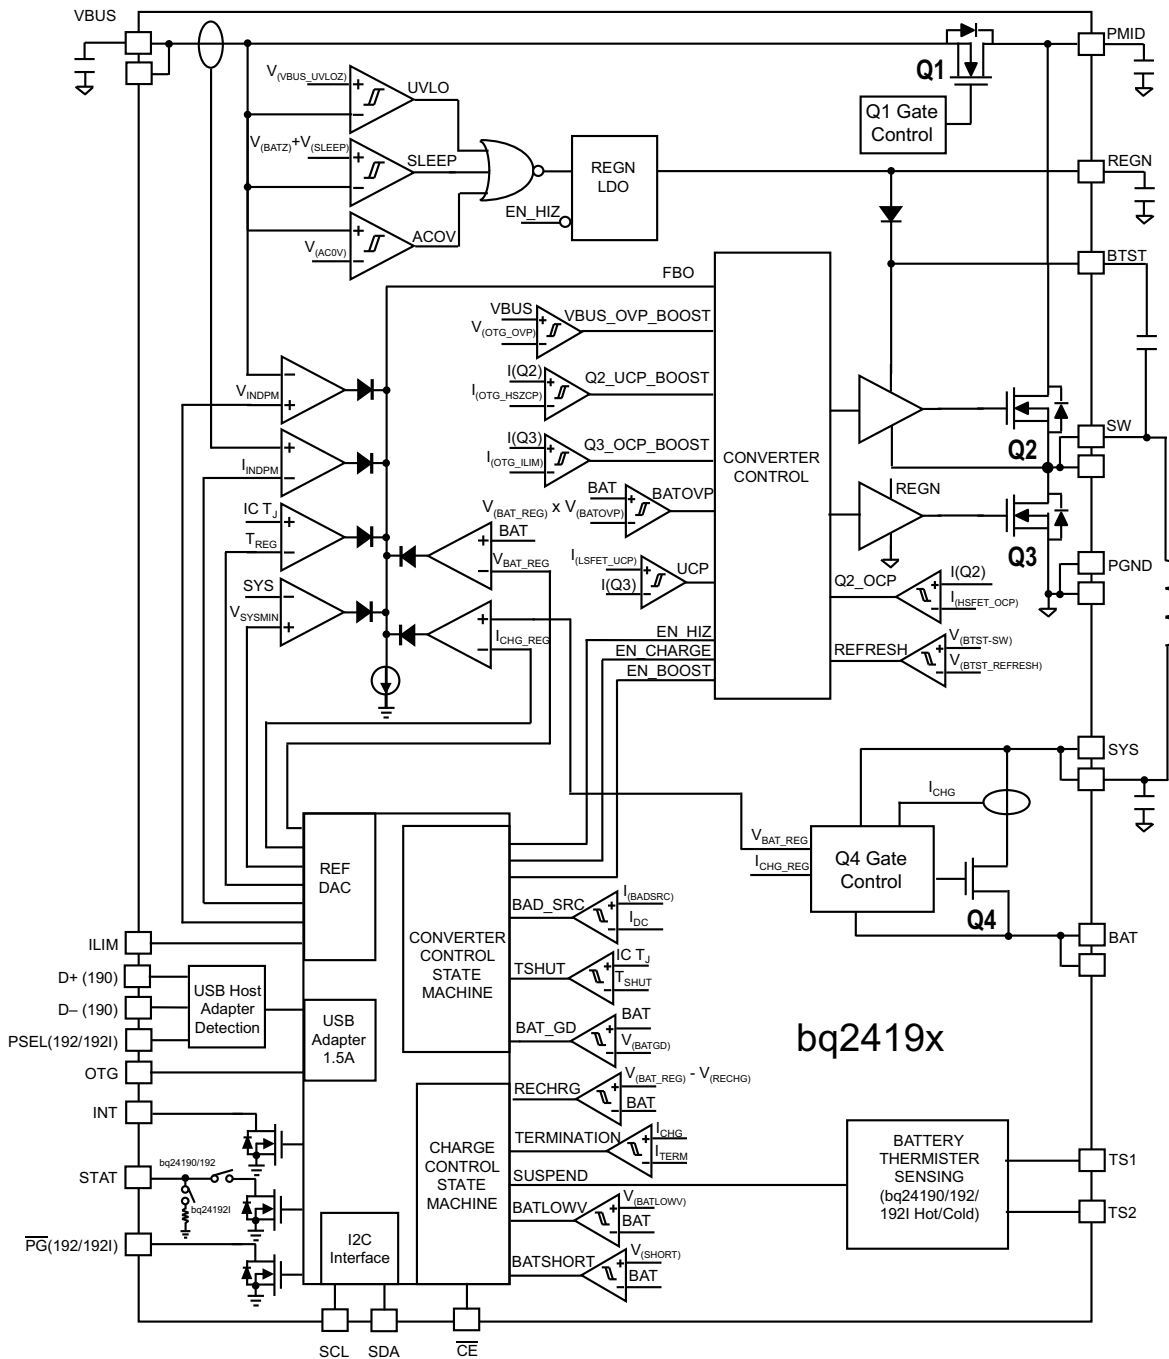 VBUS
PMID
V(VBUS_UVLOZ)
UVLO
Q1
Q1 Gate
Control
V(BATZ)+V(SLEEP)
SLEEP
REGN
LDO
REGN
EN_HIZ
V(AC0V)
ACOV
BTST
FBO
VBUS
VBUS_OVP_BOOST
V(OTG_OVP)
I(Q2)
Q2_UCP_BOOST
I(OTG_HSZCP)
VINDPM
I(Q3)
Q3_OCP_BOOST
I(OTG_ILIM)
SW
Q2
IINDPM
CONVERTER
CONTROL
BAT
BATOVP
V(BAT_REG) x V(BATOVP)
REGN
IC TJ
TREG
BAT
VBAT_REG
Q3
I(LSFET_UCP)
UCP
I(Q3)
PGND
Q2_OCP
I(Q2)
I(HSFET_OCP)
SYS
VSYSMIN
ICHG_REG
EN_HIZ
EN_CHARGE
EN_BOOST
REFRESH
V(BTST-SW)
V(BTST_REFRESH)
SYS
ICHG
VBAT_REG
ICHG_REG
Q4 Gate
Control
Q4
BAT
REF
DAC
ILIM
CONVERTER
CONTROL
STATE
MACHINE
BAD_SRC
I(BADSRC)
IDC
TSHUT
IC TJ
TSHUT
BAT_GD
BAT
V(BATGD)
D+ (190)
D– (190)
PSEL(192/192I)
USB Host
Adapter
Detection
USB
Adapter
1.5A
OTG
bq2419x
RECHRG
V(BAT_REG) - V(RECHG)
BAT
INT
TERMINATION
ICHG
ITERM
CHARGE
CONTROL
STATE
MACHINE
SUSPEND
BATTERY
THERMISTER
SENSING
(bq24190/192/
192I Hot/Cold)
TS1
TS2
STAT
bq24190/192
bq24192I
BATLOWV
V(BATLOWV)
BAT
PG(192/192I)
I2C
Interface
BATSHORT
V(SHORT)
BAT
SCL
SDA
CE